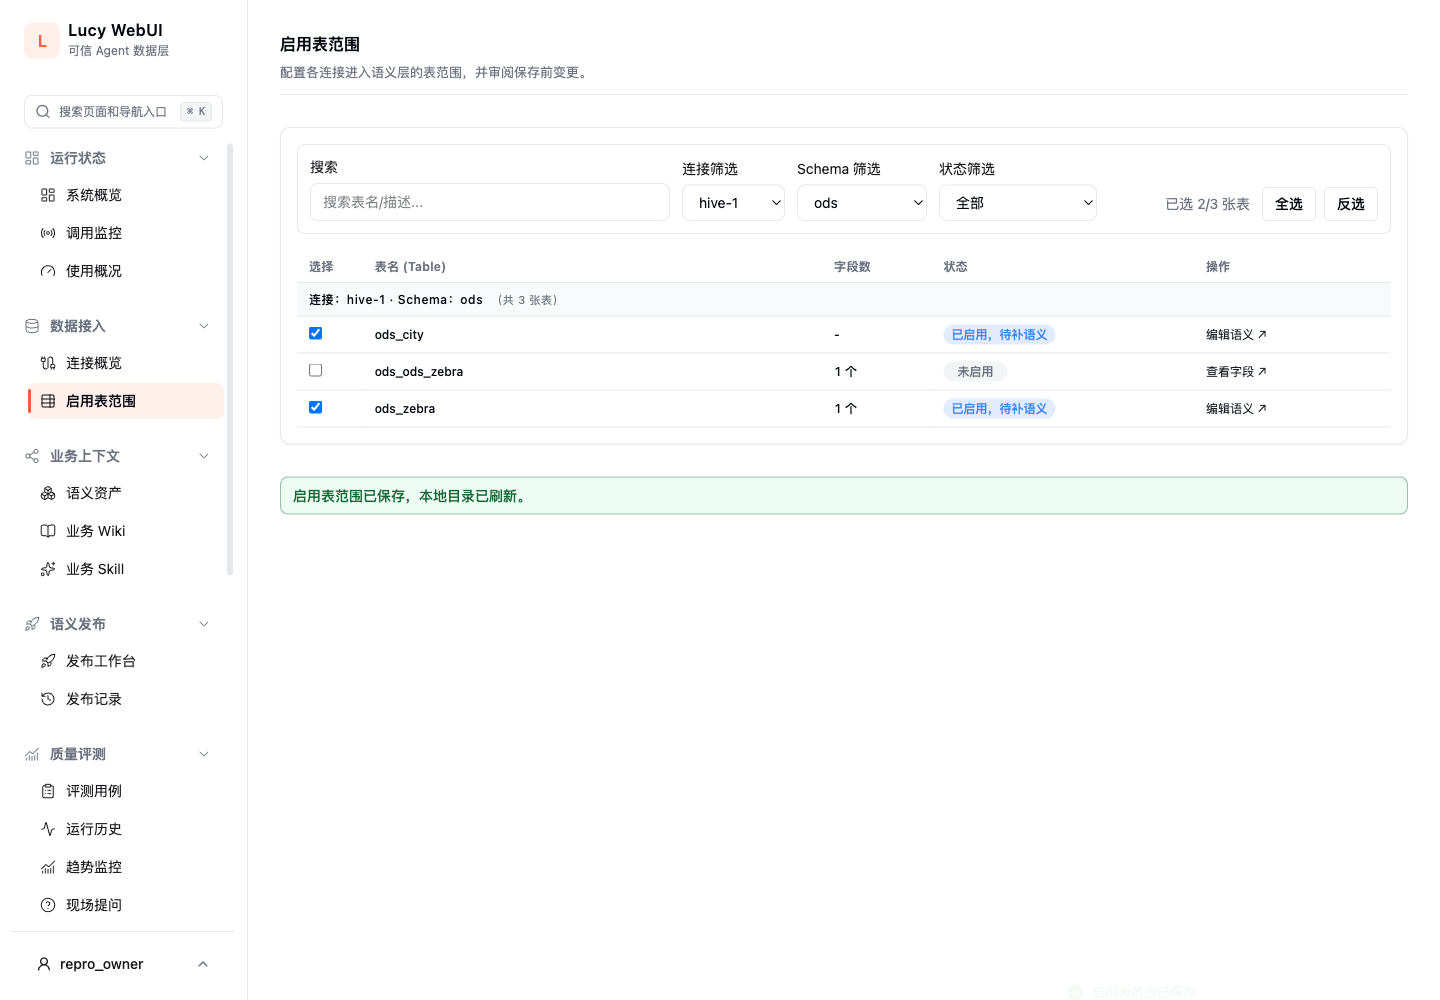 L
Lucy WebUI
可信 Agent 数据层
搜索页面和导航入口 ⌘ K
运行状态
系统概览
调用监控
使用概况
数据接入
连接概览
启用表范围
业务上下文
语义资产
业务 Wiki
业务 Skill
语义发布
发布工作台
发布记录
质量评测
评测用例
运行历史
趋势监控
现场提问
repro_owner
启用表范围
配置各连接进入语义层的表范围，并审阅保存前变更。
搜索 连接筛选 Schema 筛选 状态筛选
搜索表名/描述... hive-1 ods 全部 已选 2/3 张表 全选 反选
选择 表名 (Table) 字段数 状态 操作
连接：hive-1 · Schema：ods （共 3 张表）
ods_city - 已启用，待补语义 编辑语义 ↗
ods_ods_zebra 1 个 未启用 查看字段 ↗
ods_zebra 1 个 已启用，待补语义 编辑语义 ↗
启用表范围已保存，本地目录已刷新。
启用表范围已保存